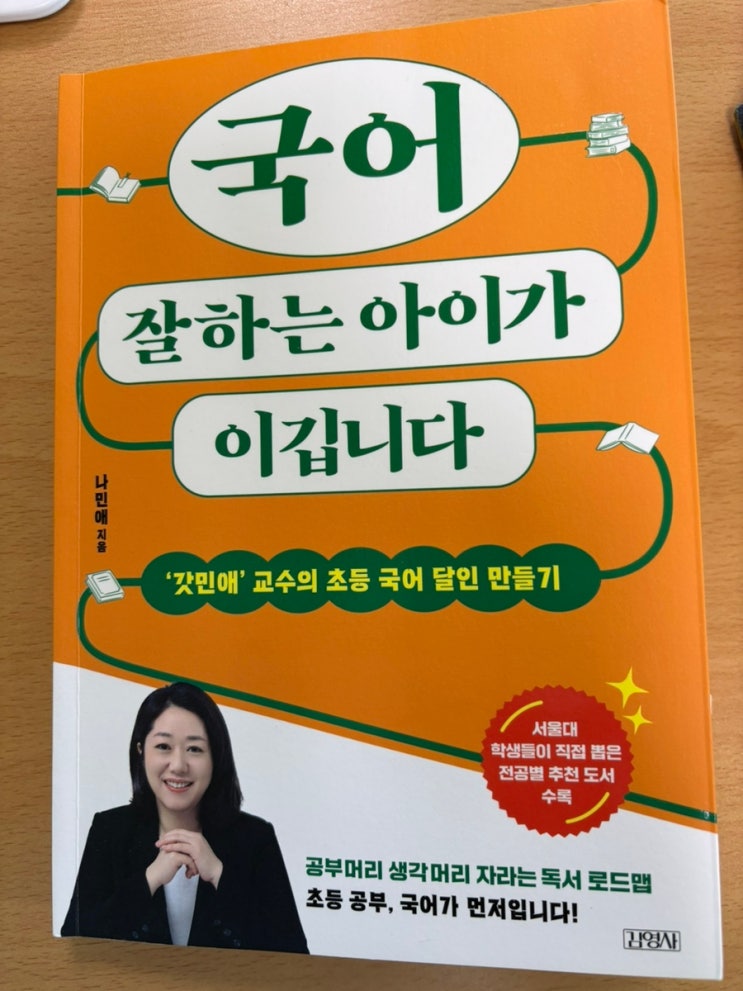 국어
잘하는 아이가
이깁니다
나민애 지음
‘갓민애’ 교수의 초등 국어 달인 만들기
서울대
학생들이 직접 뽑은
전공별 추천 도서
수록
공부머리 생각머리 자라는 독서 로드맵
초등 공부, 국어가 먼저입니다!
김영사